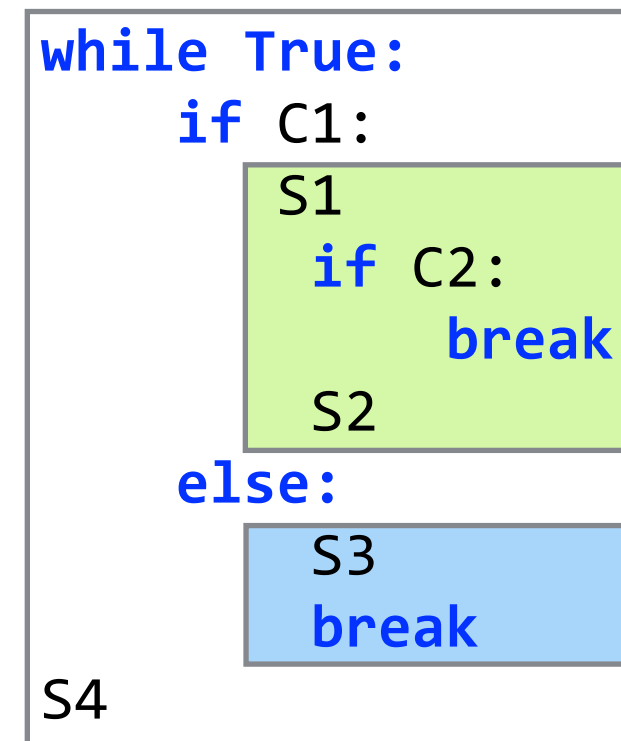 while True:
    if C1:
       S1
        if C2:
            break
        S2
    else:
        S3
        break
S4